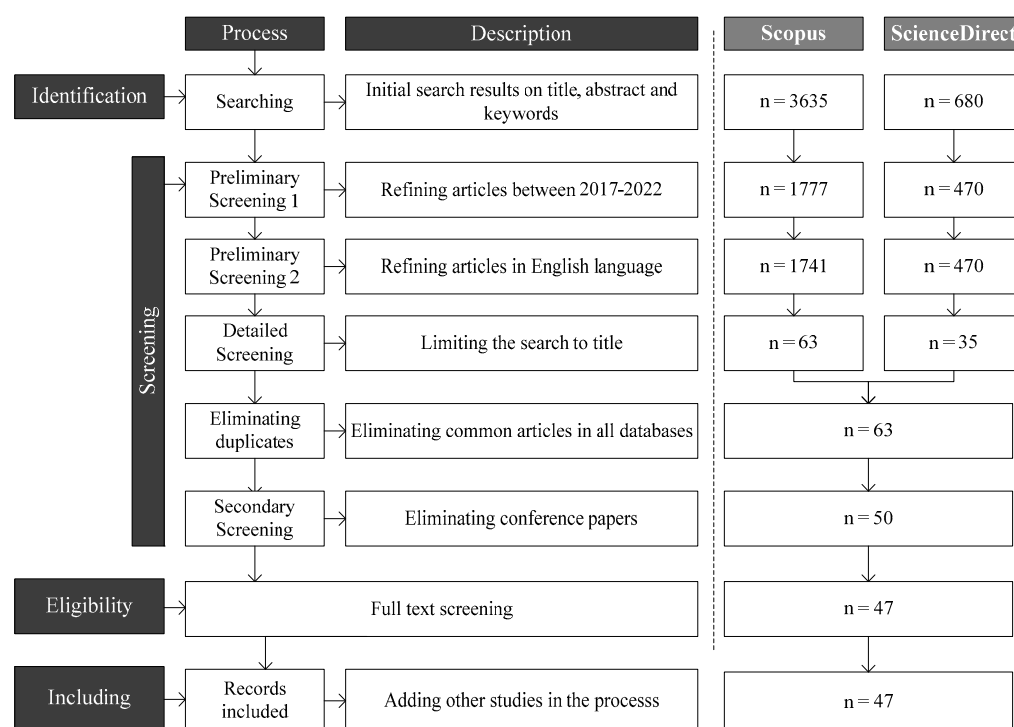 Process
Description
Scopus
ScienceDirect
Identification
Searching
Initial search results on title, abstract and
keywords
n = 3635
n = 680
Screening
Preliminary
Screening 1
Refining articles between 2017-2022
n = 1777
n = 470
Preliminary
Screening 2
Refining articles in English language
n = 1741
n = 470
Detailed
Screening
Limiting the search to title
n = 63
n = 35
Eliminating
duplicates
Eliminating common articles in all databases
n = 63
Secondary
Screening
Eliminating conference papers
n = 50
Eligibility
Full text screening
n = 47
Including
Records
included
Adding other studies in the processs
n = 47